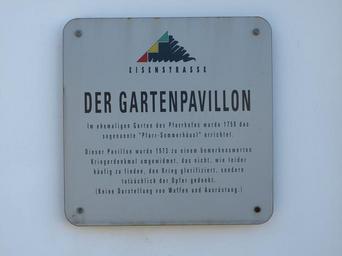 EISENSTRASSE
DER GARTENPAVILLON
Im ehemaligen Garten des Pfarrhofes wurde 1750 das
sogenannte "Pfarr-Sommerhäusl" errichtet.
Dieser Pavillon wurde 1973 zu einem bemerkenswerten
Kriegerdenkmal umgewidmet, das nicht, wie leider
häufig zu finden, den Krieg glorifiziert, sondern
tatsächlich der Opfer gedenkt.
(Keine Darstellung von Waffen und Ausrüstung.)